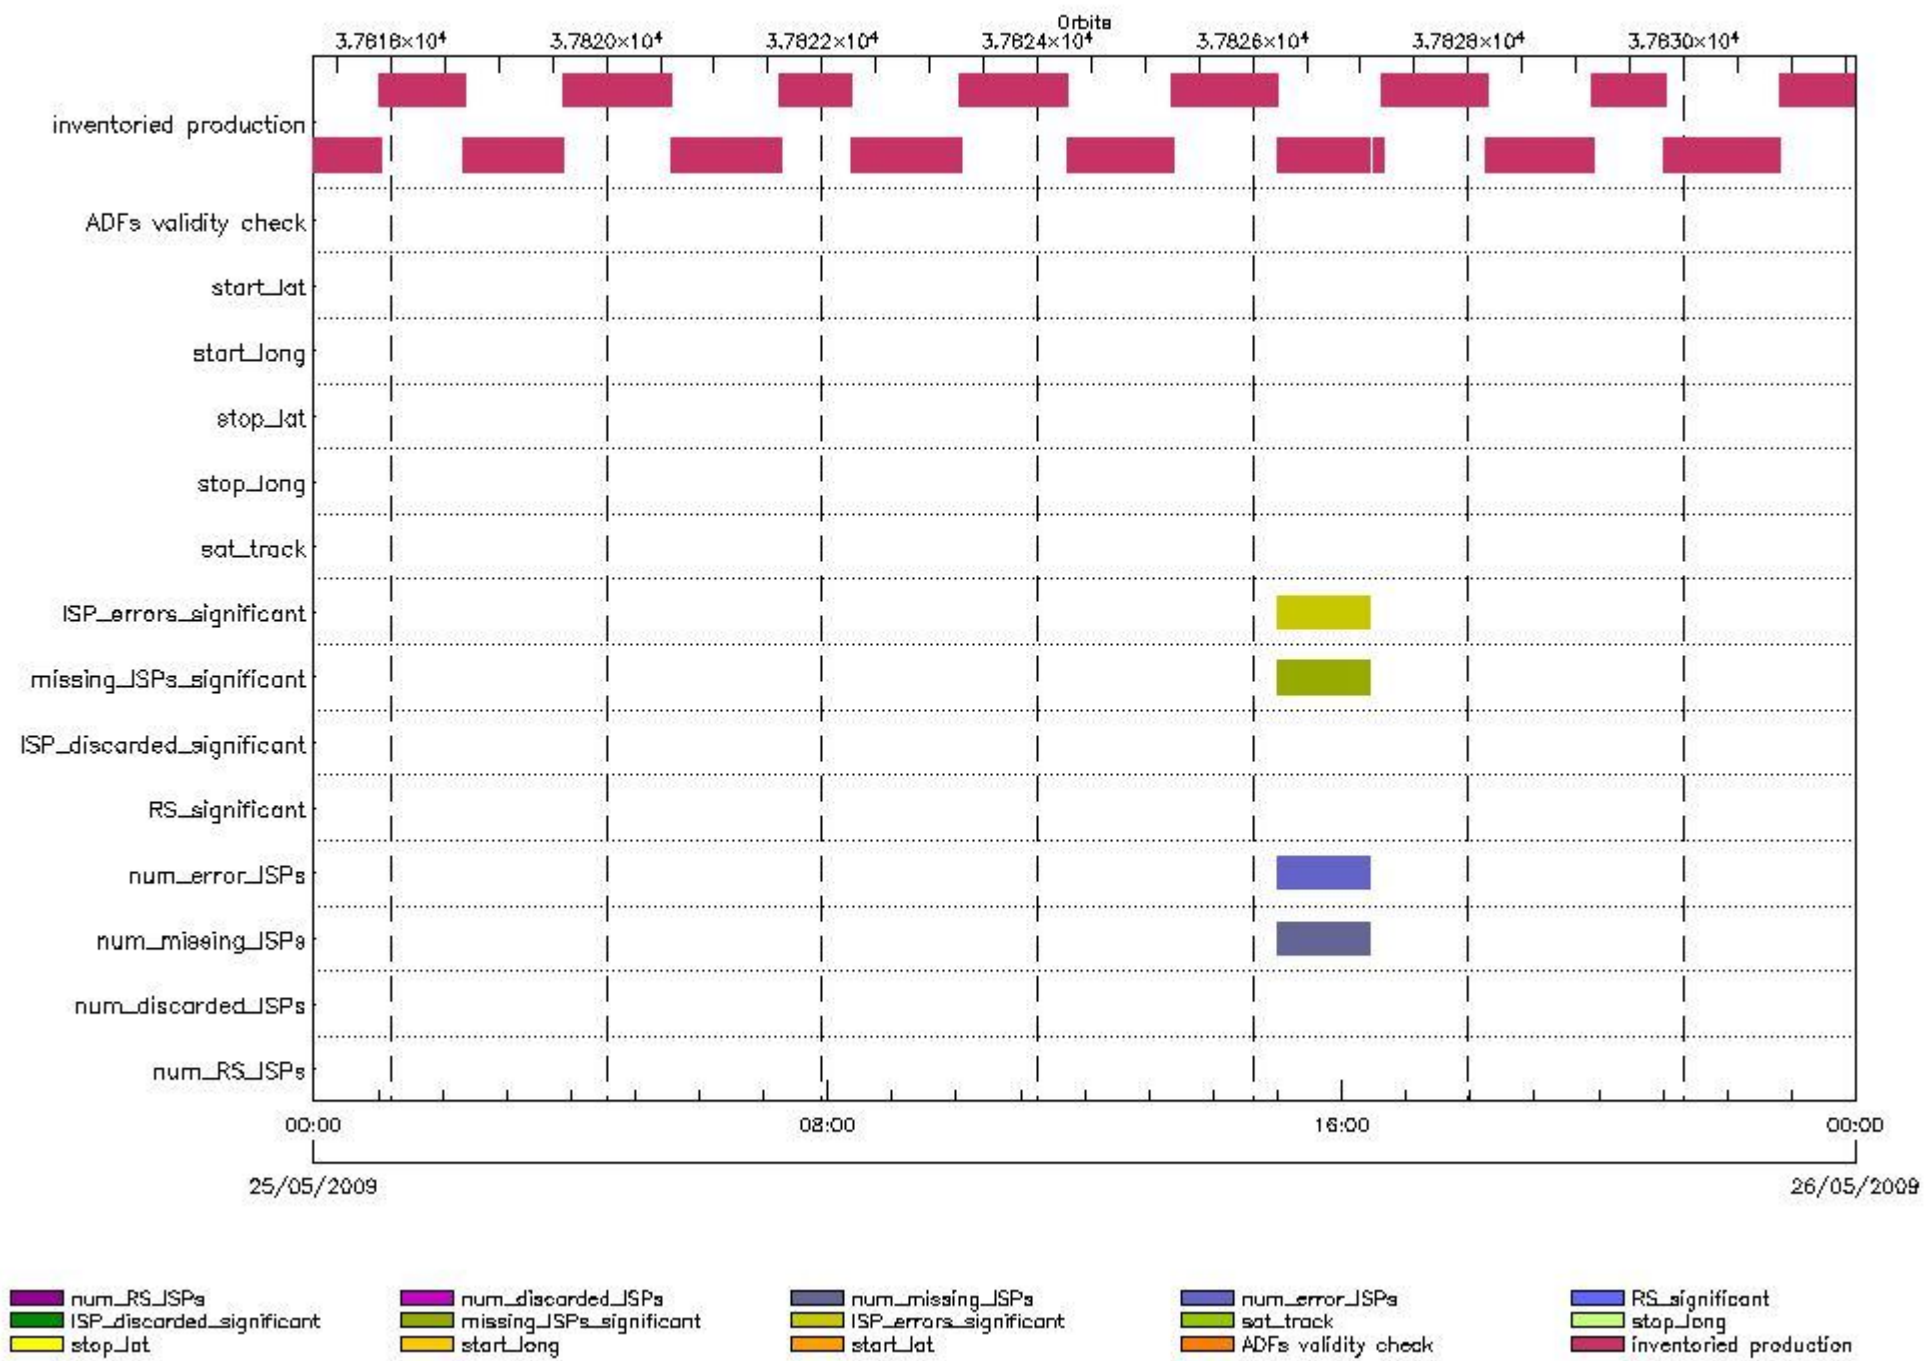 Orbits
3.7818×10⁴ 3.7820×10⁴ 3.7822×10⁴ 3.7824×10⁴ 3.7826×10⁴ 3.7828×10⁴ 3.7830×10⁴
inventoried production
ADFs validity check
start_lat
start_long
stop_lat
stop_long
sat_track
ISP_errors_significant
missing_ISPs_significant
ISP_discarded_significant
RS_significant
num_error_ISPs
num_missing_ISPs
num_discarded_ISPs
num_RS_ISPs
00:00 08:00 16:00 00:00
25/05/2009 26/05/2009
num_RS_ISPs num_discarded_ISPs num_missing_ISPs num_error_ISPs RS_significant
ISP_discarded_significant missing_ISPs_significant ISP_errors_significant sat_track stop_long
stop_lat start_long start_lat ADFs validity check inventoried production